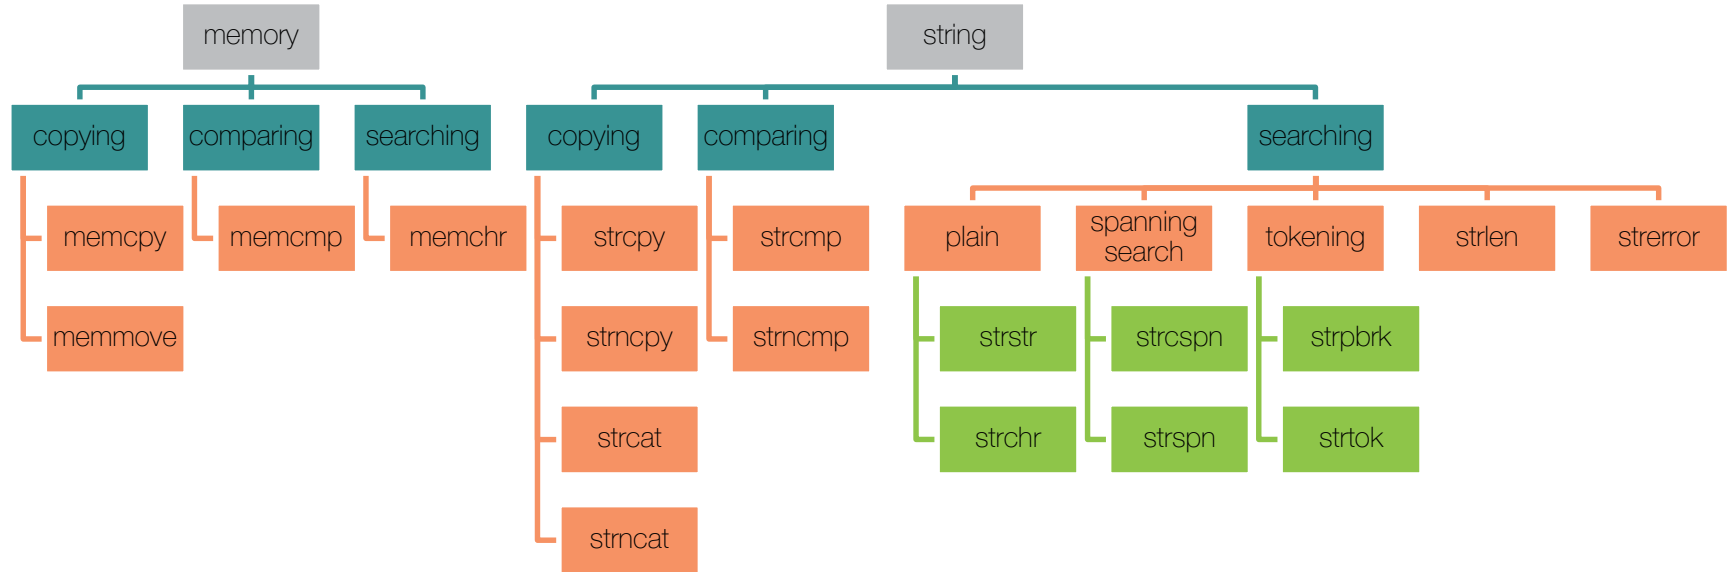 memory
string
copying
comparing
searching
copying
comparing
searching
memcpy
memcmp
memchr
strcpy
strcmp
plain
spanning
search
tokening
strlen
strerror
memmove
strncpy
strncmp
strstr
strcspn
strpbrk
strcat
strchr
strspn
strtok
strncat